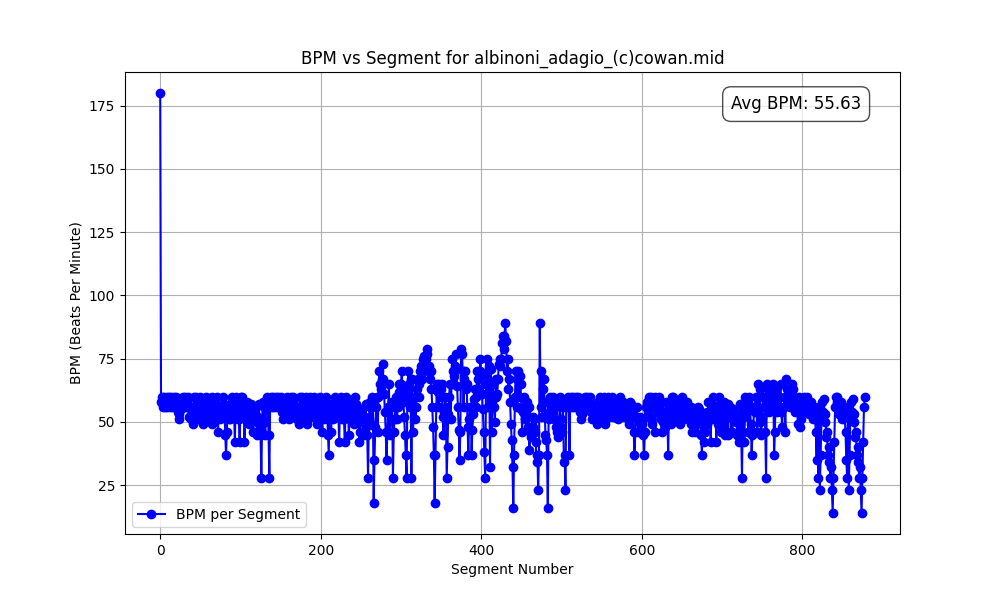 BPM vs Segment for albinoni_adagio_(c)cowan.mid
Avg BPM: 55.63
175
150
125
100
75
50
25
BPM (Beats Per Minute)
BPM per Segment
0 200 400 600 800
Segment Number